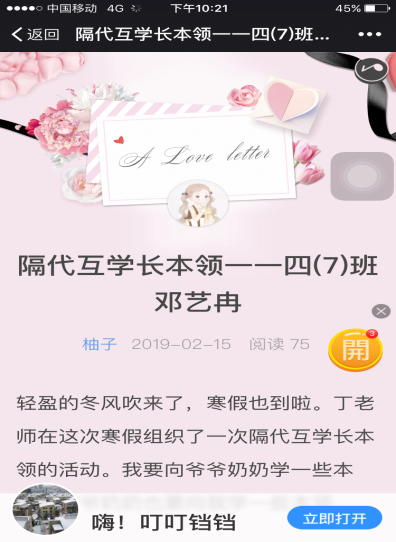 中国移动 4G 下午10:21 45%
返回 隔代互学长本领一一四(7)班...
A Love letter
隔代互学长本领一一四(7)班
邓艺冉
柚子 2019-02-15 阅读 75
開
3
轻盈的冬风吹来了，寒假也到啦。丁老
师在这次寒假组织了一次隔代互学长本
领的活动。我要向爷爷奶奶学一些本
嗨！叮叮铛铛
立即打开